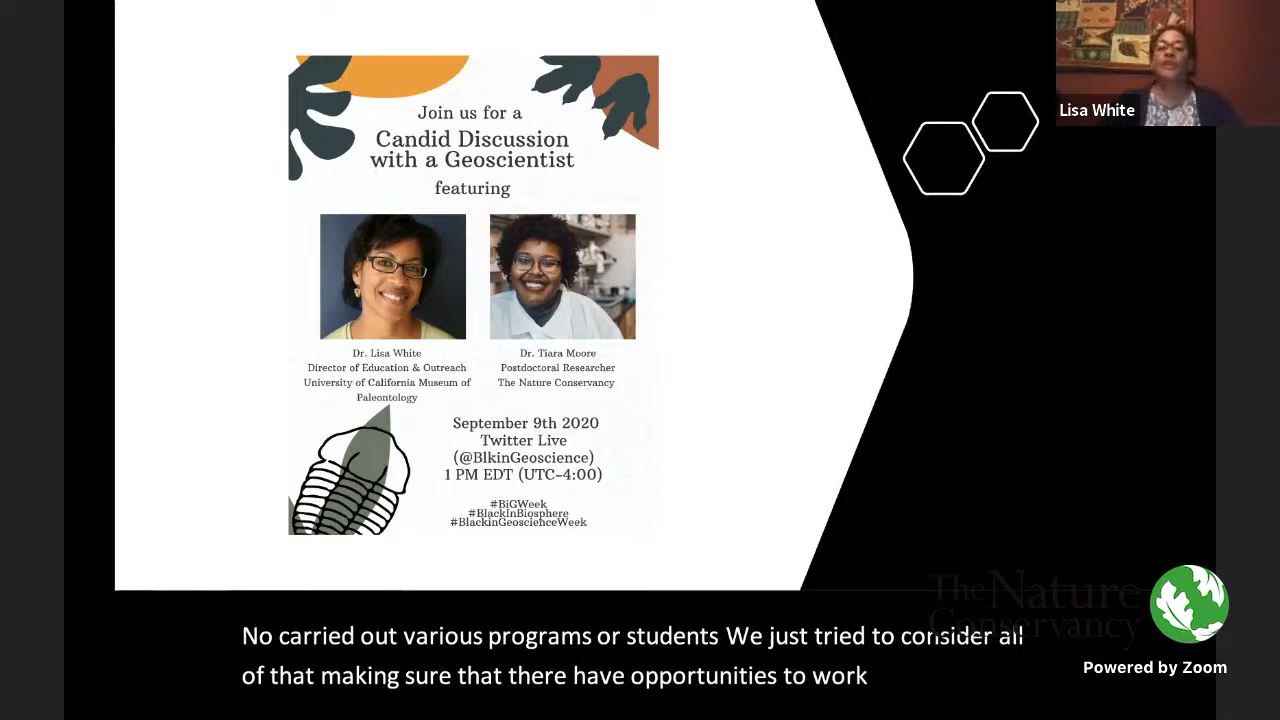 Join us for a
Candid Discussion
with a Geoscientist
featuring
Dr. Lisa White
Director of Education & Outreach
University of California Museum of
Paleontology
Dr. Tiara Moore
Postdoctoral Researcher
The Nature Conservancy
September 9th 2020
Twitter Live
(@BlkinGeoscience)
1 PM EDT (UTC-4:00)
#BiGWeek
#BlackInBiosphere
#BlackinGeoscienceWeek
Lisa White
The Nature
Conservancy
No carried out various programs or students We just tried to consider all
of that making sure that there have opportunities to work
Powered by Zoom